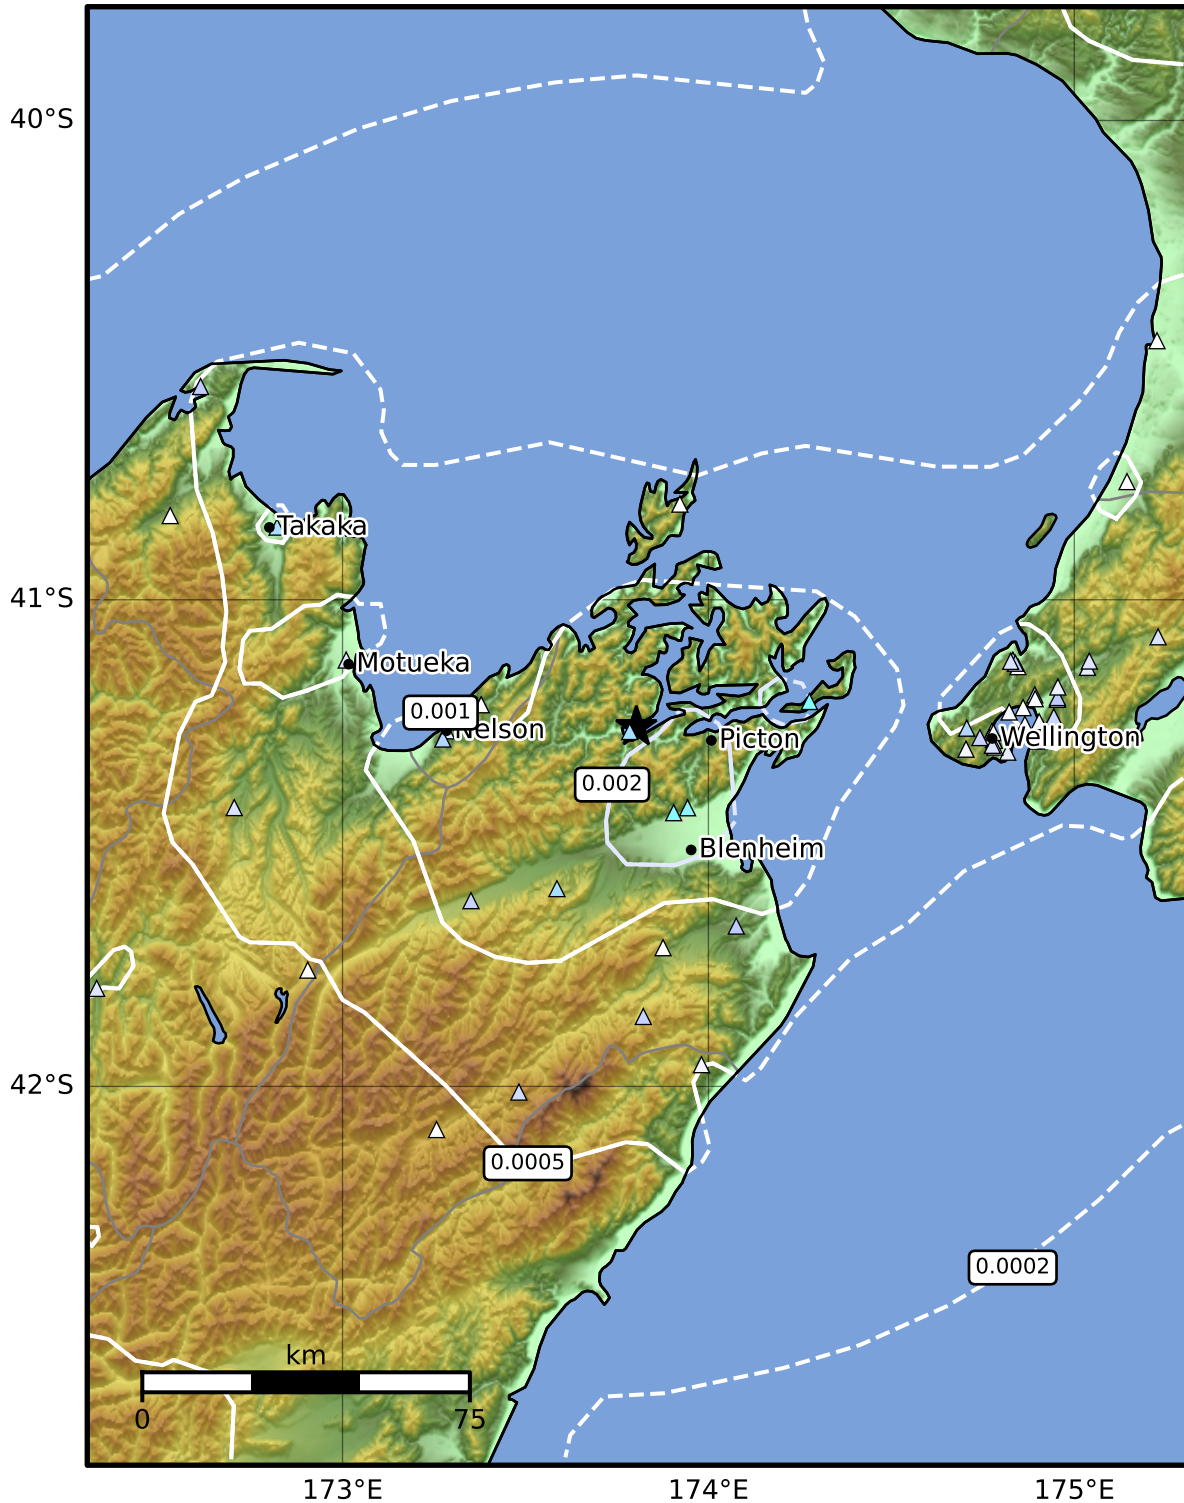 40°S
Takaka
41°S
Motueka
0.001
Nelson
Picton
Wellington
0.002
Blenheim
42°S
0.0005
0.0002
km
0
75
173°E
174°E
175°E